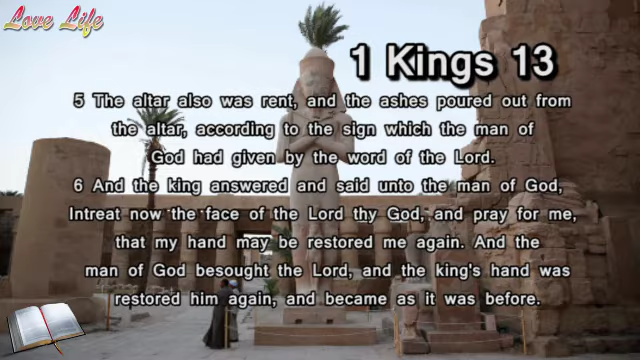 Love Life
1 Kings 13
5 The altar also was rent, and the ashes poured out from
the altar, according to the sign which the man of
God had given by the word of the Lord.
6 And the king answered and said unto the man of God,
Intreat now the face of the Lord thy God, and pray for me,
that my hand may be restored me again. And the
man of God besought the Lord, and the king's hand was
restored him again, and became as it was before.